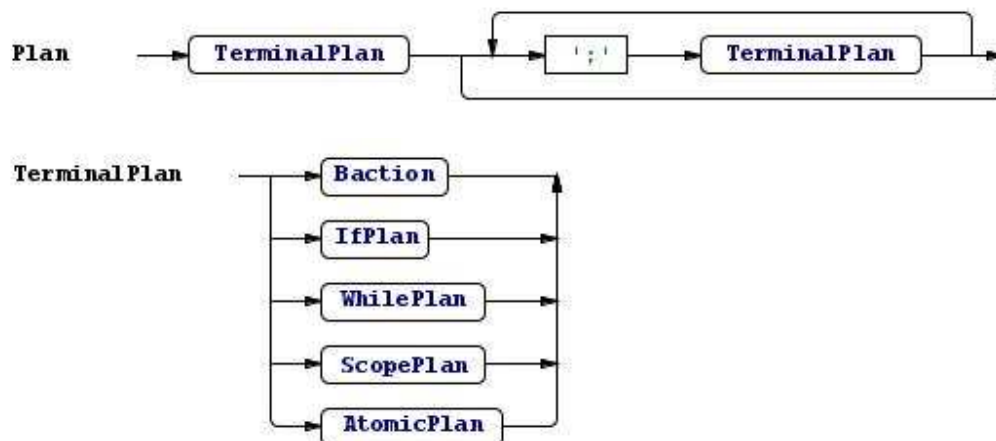 Plan TerminalPlan ';' TerminalPlan
TerminalPlan Baction
IfPlan
WhilePlan
ScopePlan
AtomicPlan